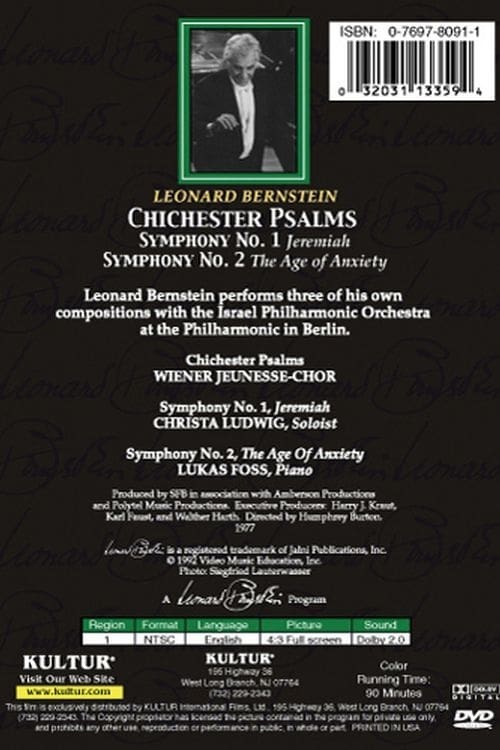 ISBN: 0-7697-8091-1
0 32031 13359 4
LEONARD BERNSTEIN
CHICHESTER PSALMS
SYMPHONY NO. 1 Jeremiah
SYMPHONY NO. 2 The Age of Anxiety
Leonard Bernstein performs three of his own
compositions with the Israel Philharmonic Orchestra
at the Philharmonic in Berlin.
Chichester Psalms
WIENER JEUNESSE-CHOR
Symphony No. 1, Jeremiah
CHRISTA LUDWIG, Soloist
Symphony No. 2, The Age Of Anxiety
LUKAS FOSS, Piano
Produced by SFB in association with Amberson Productions
and Polytel Music Productions. Executive Producers: Harry J. Kraut,
Karl Faust, and Walther Harth. Directed by Humphrey Burton.
1977
Leonard Bernstein is a registered trademark of Jalni Publications, Inc.
© 1992 Video Music Education, Inc.
Photo: Siegfried Lauterwasser
A Leonard Bernstein Program
Region Format Language Picture Sound
1 NTSC English 4:3 Full screen Dolby 2.0
KULTUR®
Visit Our Web Site
www.kultur.com
KULTUR®
195 Highway 36
West Long Branch, NJ 07764
(732) 229-2343
Color
Running Time:
90 Minutes
DOLBY
DIGITAL
DVD
This film is exclusively distributed by KULTUR International Films, Ltd., 195 Highway 36, West Long Branch, NJ 07764
(732) 229-2343. The Copyright proprietor has licensed the picture contained in the program for private use only,
and prohibits any other use, reproduction or performance in public, in whole or in part. PRINTED IN USA